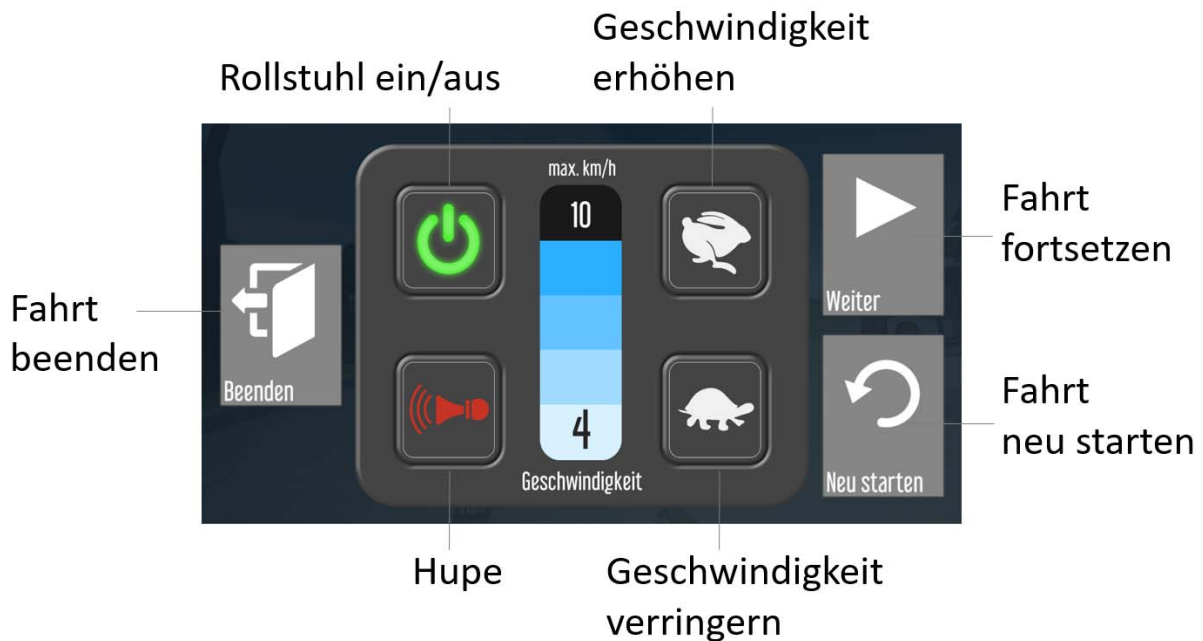 Geschwindigkeit
erhöhen
Rollstuhl ein/aus
max. km/h
10
Weiter
Fahrt
fortsetzen
Fahrt
beenden
Beenden
4
Geschwindigkeit
Neu starten
Fahrt
neu starten
Hupe
Geschwindigkeit
verringern